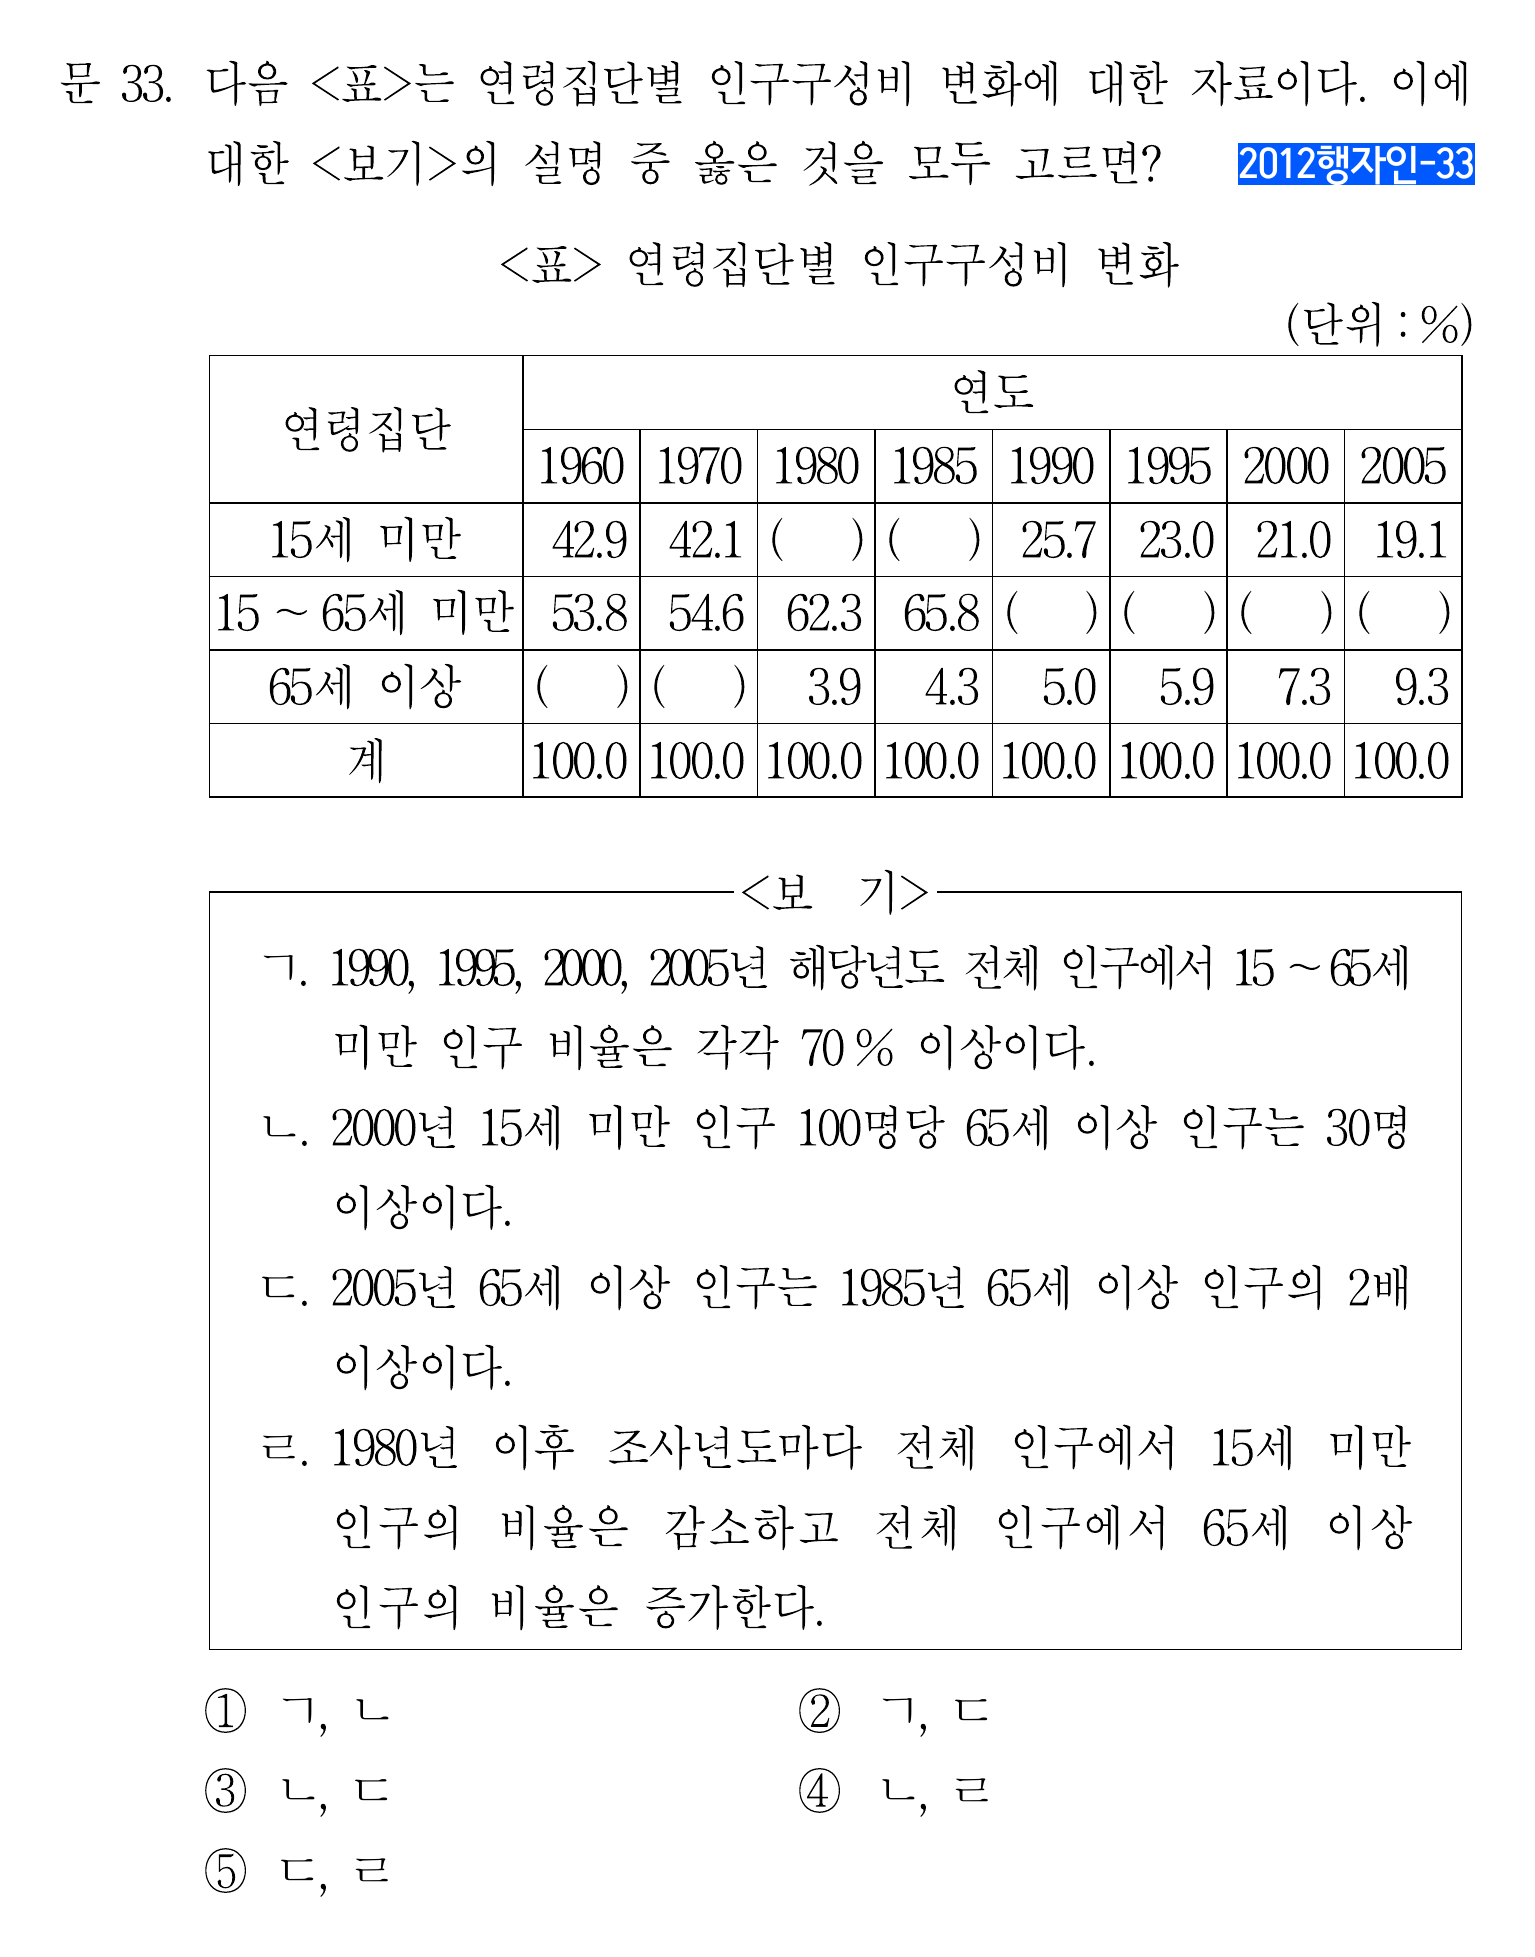 문 33. 다음 <표>는 연령집단별 인구구성비 변화에 대한 자료이다. 이에
대한 <보기>의 설명 중 옳은 것을 모두 고르면? 2012행자인-33
<표> 연령집단별 인구구성비 변화
(단위 : %)
연령집단 연도
1960 1970 1980 1985 1990 1995 2000 2005
15세 미만 42.9 42.1 ( ) ( ) 25.7 23.0 21.0 19.1
15 ~ 65세 미만 53.8 54.6 62.3 65.8 ( ) ( ) ( ) ( )
65세 이상 ( ) ( ) 3.9 4.3 5.0 5.9 7.3 9.3
계 100.0 100.0 100.0 100.0 100.0 100.0 100.0 100.0
<보 기>
ㄱ. 1990, 1995, 2000, 2005년 해당년도 전체 인구에서 15 ~ 65세
미만 인구 비율은 각각 70 % 이상이다.
ㄴ. 2000년 15세 미만 인구 100명당 65세 이상 인구는 30명
이상이다.
ㄷ. 2005년 65세 이상 인구는 1985년 65세 이상 인구의 2배
이상이다.
ㄹ. 1980년 이후 조사년도마다 전체 인구에서 15세 미만
인구의 비율은 감소하고 전체 인구에서 65세 이상
인구의 비율은 증가한다.
① ㄱ, ㄴ ② ㄱ, ㄷ
③ ㄴ, ㄷ ④ ㄴ, ㄹ
⑤ ㄷ, ㄹ